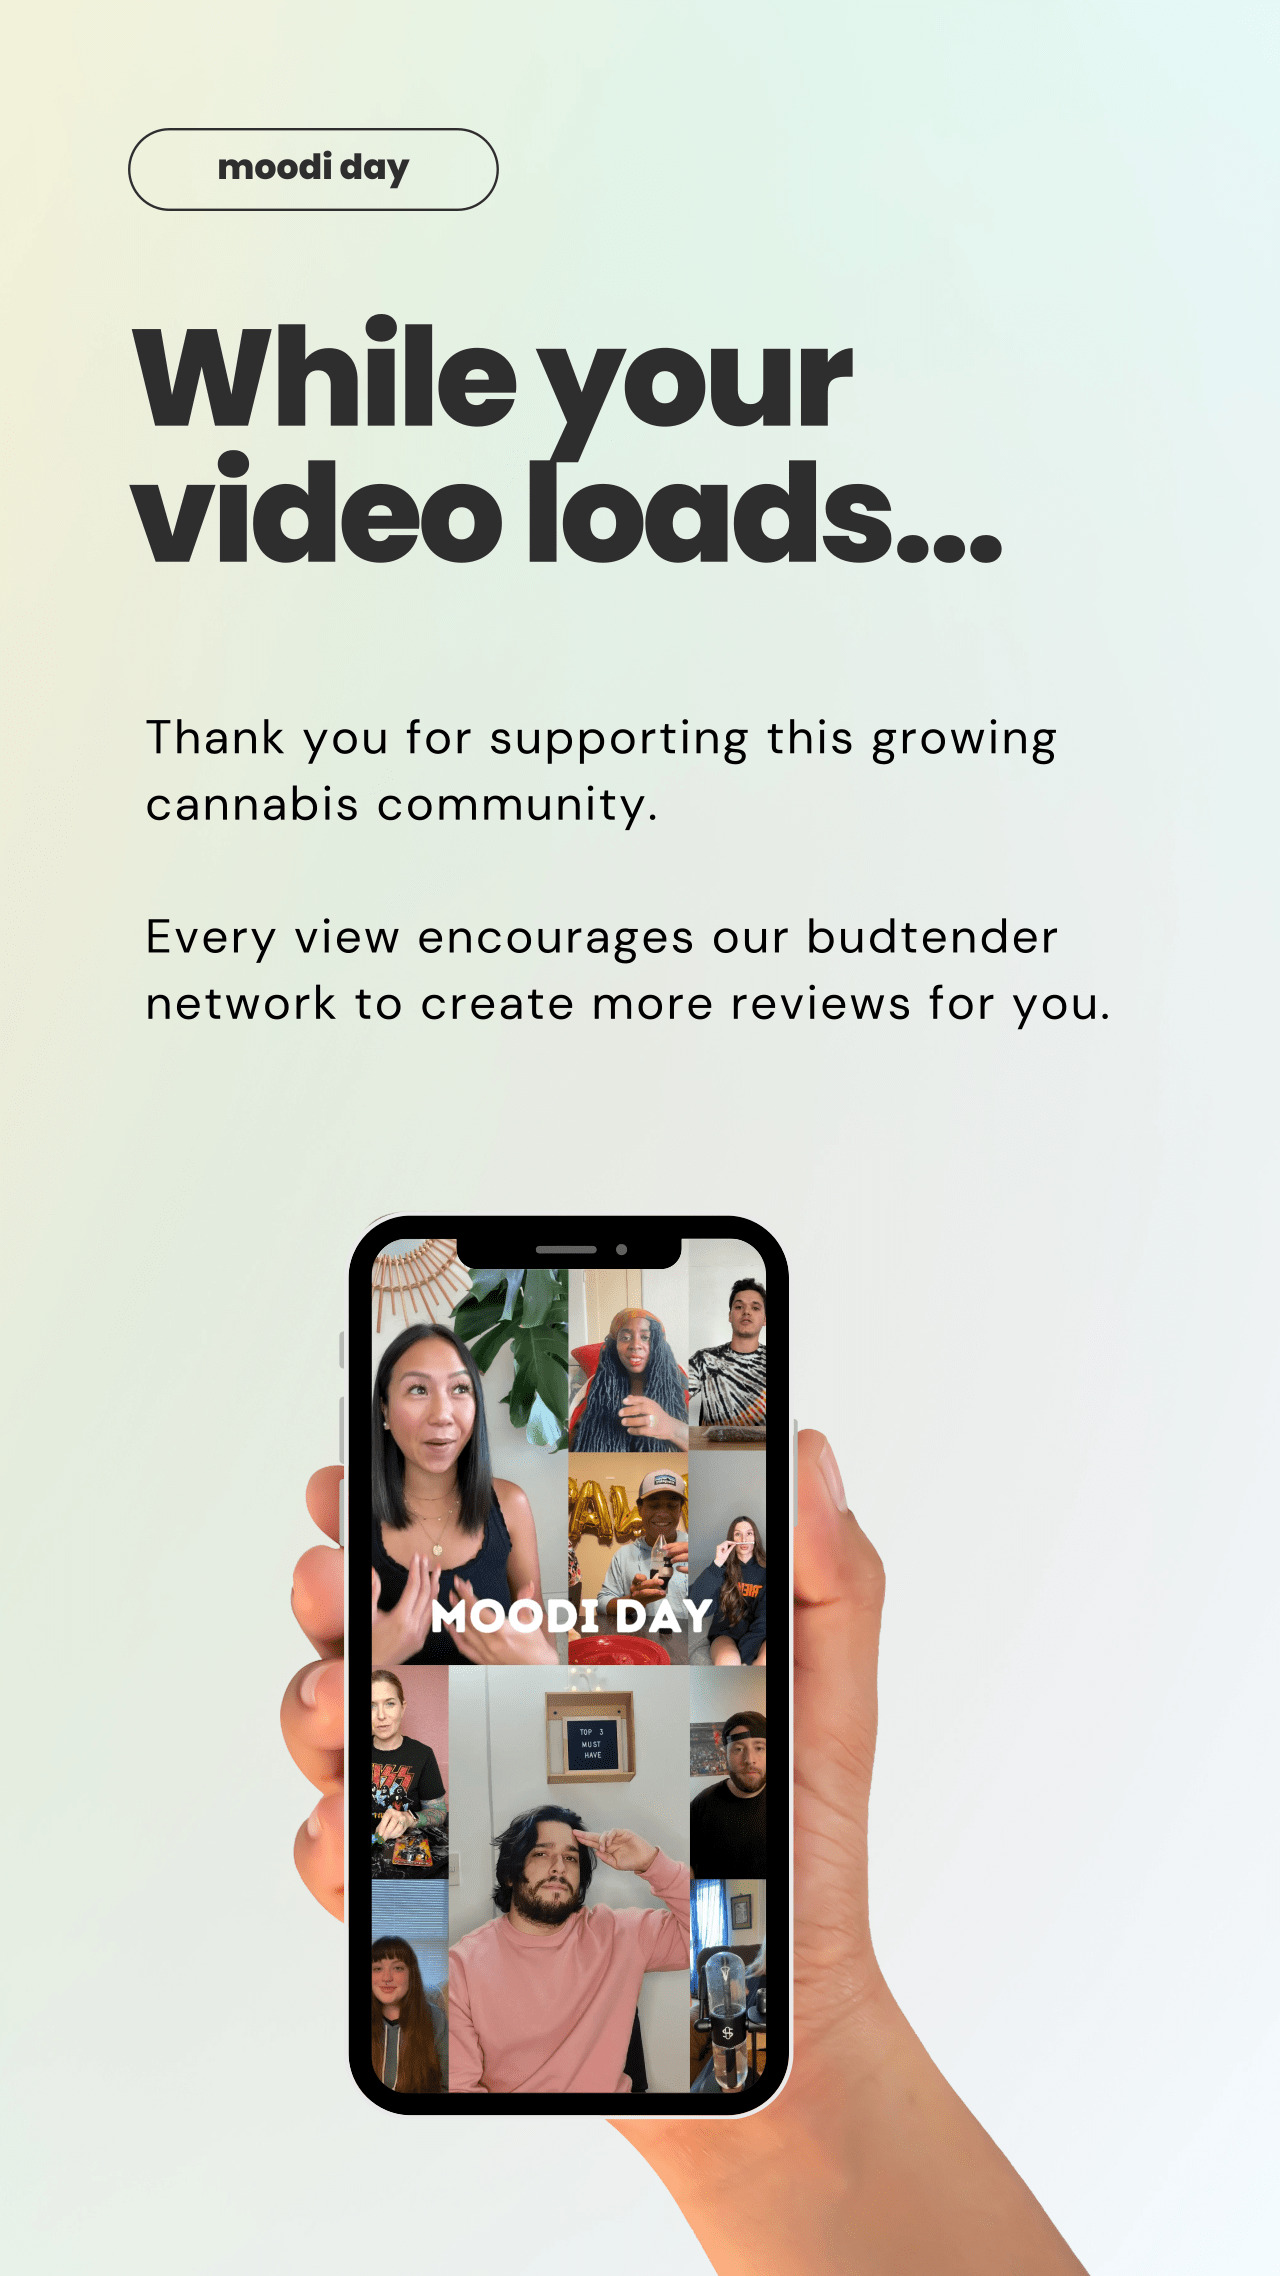 moodi day
While your
video loads...
Thank you for supporting this growing
cannabis community.
Every view encourages our budtender
network to create more reviews for you.
MOODI DAY
TOP 3
MUST
HAVE